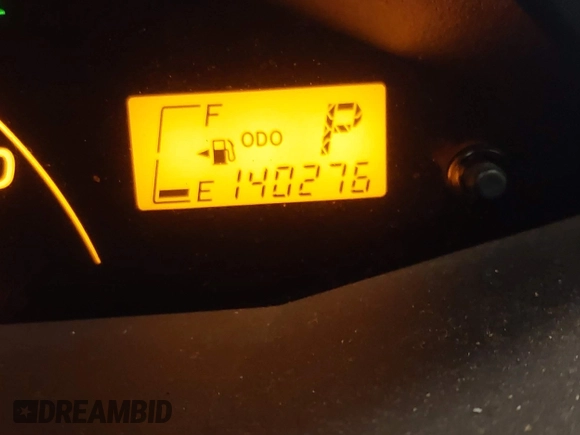 F
P
ODO
E 140276
DREAMBID